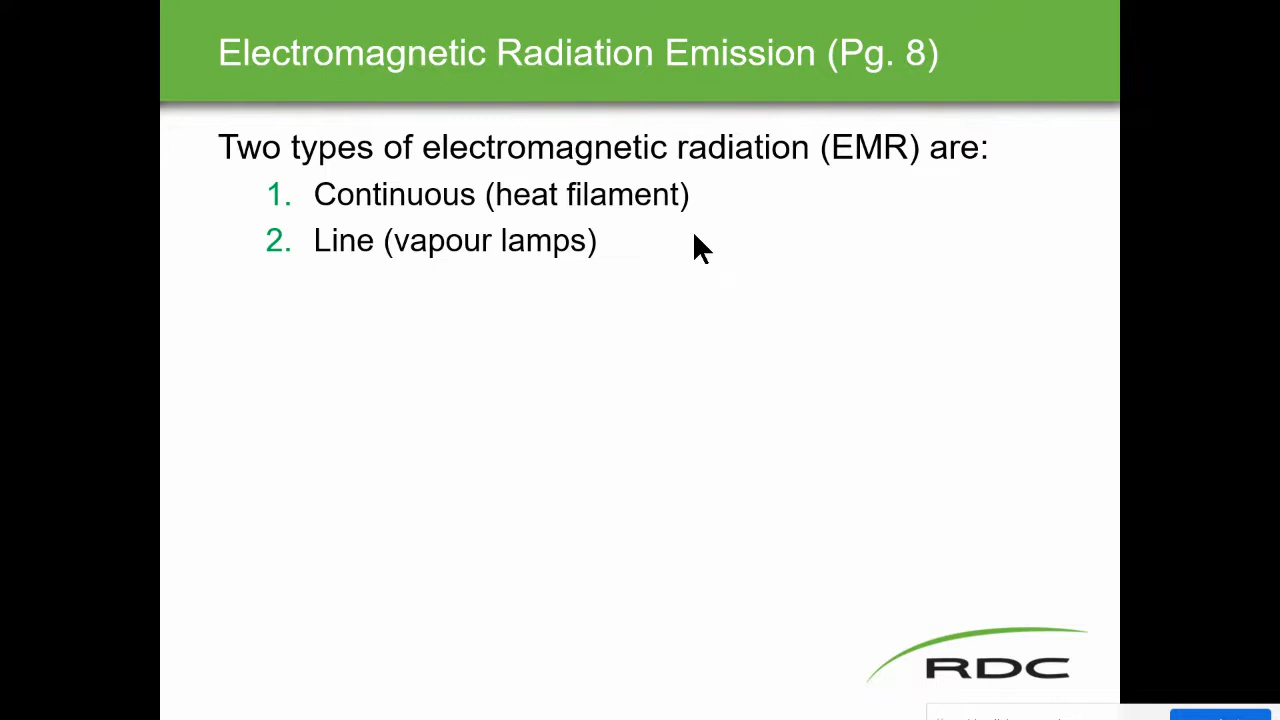 Electromagnetic Radiation Emission (Pg. 8)
Two types of electromagnetic radiation (EMR) are:
1. Continuous (heat filament)
2. Line (vapour lamps)
RDC